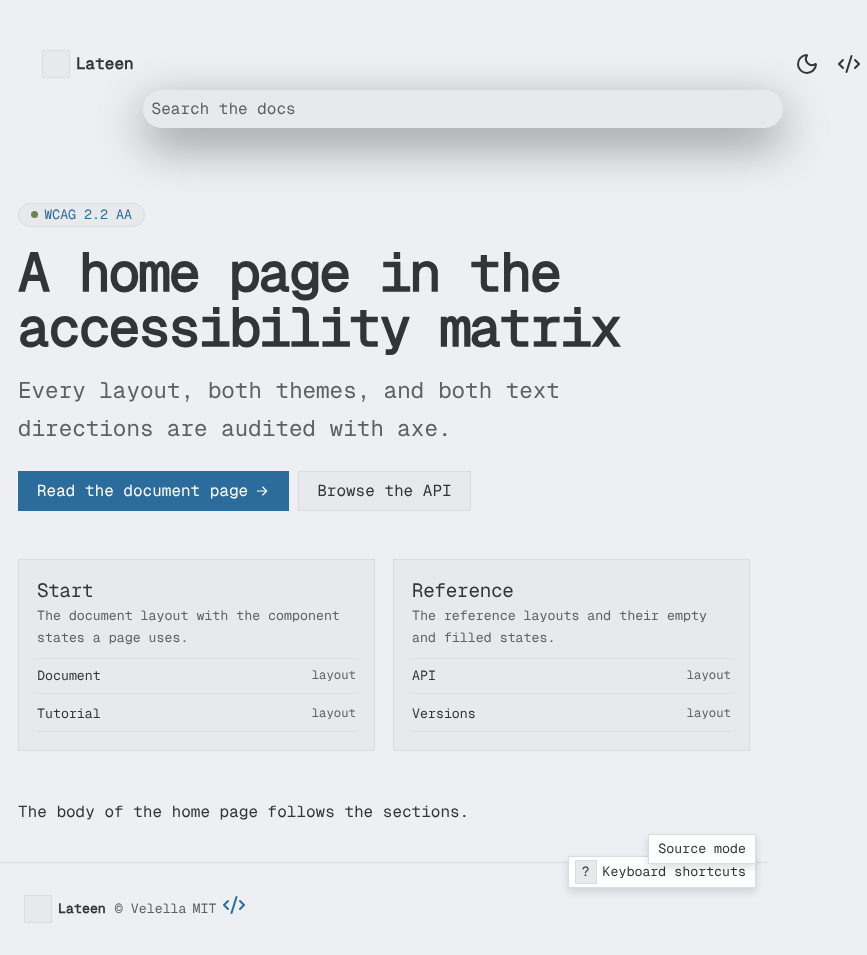 Lateen
Search the docs
WCAG 2.2 AA
A home page in the
accessibility matrix
Every layout, both themes, and both text
directions are audited with axe.
Read the document page →
Browse the API
Start
The document layout with the component
states a page uses.
Document layout
Tutorial layout
Reference
The reference layouts and their empty
and filled states.
API layout
Versions layout
The body of the home page follows the sections.
Source mode
? Keyboard shortcuts
Lateen © Velella MIT